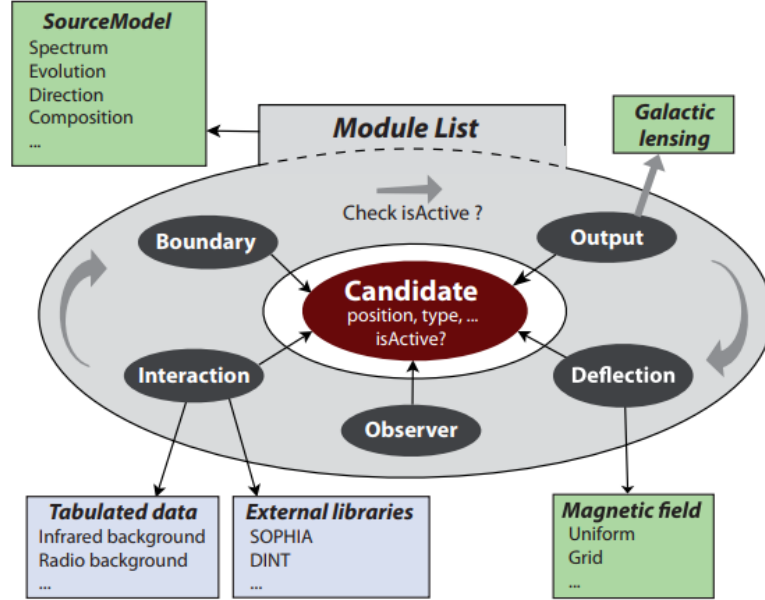 SourceModel
Spectrum
Evolution
Direction
Composition
...
Module List
Galactic
lensing
Check isActive ?
Boundary
Output
Candidate
position, type, ...
isActive?
Interaction
Deflection
Observer
Tabulated data
Infrared background
Radio background
...
External libraries
SOPHIA
DINT
...
Magnetic field
Uniform
Grid
...